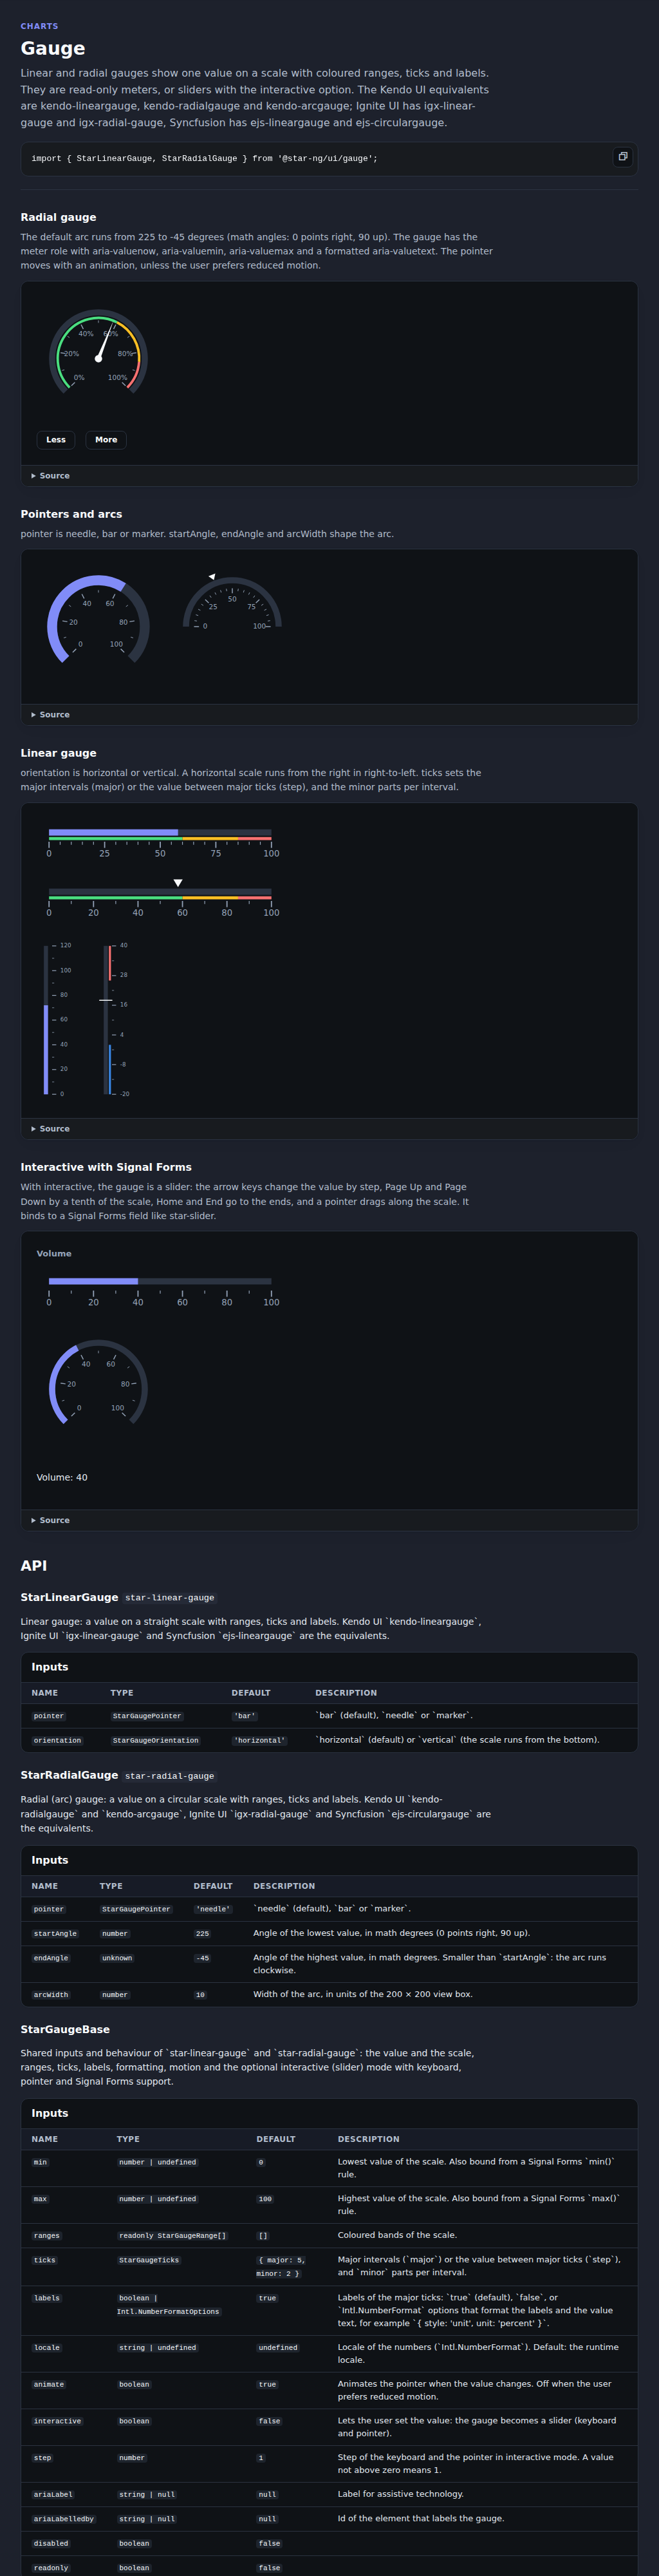 CHARTS
Gauge
Linear and radial gauges show one value on a scale with coloured ranges, ticks and labels.
They are read-only meters, or sliders with the interactive option. The Kendo UI equivalents
are kendo-lineargauge, kendo-radialgauge and kendo-arcgauge; Ignite UI has igx-linear-
gauge and igx-radial-gauge, Syncfusion has ejs-lineargauge and ejs-circulargauge.
import { StarLinearGauge, StarRadialGauge } from '@star-ng/ui/gauge';
Radial gauge
The default arc runs from 225 to -45 degrees (math angles: 0 points right, 90 up). The gauge has the
meter role with aria-valuenow, aria-valuemin, aria-valuemax and a formatted aria-valuetext. The pointer
moves with an animation, unless the user prefers reduced motion.
40% 60%
20% 80%
0% 100%
Less More
Source
Pointers and arcs
pointer is needle, bar or marker. startAngle, endAngle and arcWidth shape the arc.
40 60
20 80
0 100
50
25 75
0 100
Source
Linear gauge
orientation is horizontal or vertical. A horizontal scale runs from the right in right-to-left. ticks sets the
major intervals (major) or the value between major ticks (step), and the minor parts per interval.
0 25 50 75 100
0 20 40 60 80 100
120 40
100 28
80 16
60
40 4
20 -8
0 -20
Source
Interactive with Signal Forms
With interactive, the gauge is a slider: the arrow keys change the value by step, Page Up and Page
Down by a tenth of the scale, Home and End go to the ends, and a pointer drags along the scale. It
binds to a Signal Forms field like star-slider.
Volume
0 20 40 60 80 100
40 60
20 80
0 100
Volume: 40
Source
API
StarLinearGauge star-linear-gauge
Linear gauge: a value on a straight scale with ranges, ticks and labels. Kendo UI `kendo-lineargauge`,
Ignite UI `igx-linear-gauge` and Syncfusion `ejs-lineargauge` are the equivalents.
Inputs
NAME TYPE DEFAULT DESCRIPTION
pointer StarGaugePointer 'bar' `bar` (default), `needle` or `marker`.
orientation StarGaugeOrientation 'horizontal' `horizontal` (default) or `vertical` (the scale runs from the bottom).
StarRadialGauge star-radial-gauge
Radial (arc) gauge: a value on a circular scale with ranges, ticks and labels. Kendo UI `kendo-
radialgauge` and `kendo-arcgauge`, Ignite UI `igx-radial-gauge` and Syncfusion `ejs-circulargauge` are
the equivalents.
Inputs
NAME TYPE DEFAULT DESCRIPTION
pointer StarGaugePointer 'needle' `needle` (default), `bar` or `marker`.
startAngle number 225 Angle of the lowest value, in math degrees (0 points right, 90 up).
endAngle unknown -45 Angle of the highest value, in math degrees. Smaller than `startAngle`: the arc runs
clockwise.
arcWidth number 10 Width of the arc, in units of the 200 × 200 view box.
StarGaugeBase
Shared inputs and behaviour of `star-linear-gauge` and `star-radial-gauge`: the value and the scale,
ranges, ticks, labels, formatting, motion and the optional interactive (slider) mode with keyboard,
pointer and Signal Forms support.
Inputs
NAME TYPE DEFAULT DESCRIPTION
min number | undefined 0 Lowest value of the scale. Also bound from a Signal Forms `min()`
rule.
max number | undefined 100 Highest value of the scale. Also bound from a Signal Forms `max()`
rule.
ranges readonly StarGaugeRange[] [] Coloured bands of the scale.
ticks StarGaugeTicks { major: 5, Major intervals (`major`) or the value between major ticks (`step`),
minor: 2 } and `minor` parts per interval.
labels boolean | true Labels of the major ticks: `true` (default), `false`, or
Intl.NumberFormatOptions `Intl.NumberFormat` options that format the labels and the value
text, for example `{ style: 'unit', unit: 'percent' }`.
locale string | undefined undefined Locale of the numbers (`Intl.NumberFormat`). Default: the runtime
locale.
animate boolean true Animates the pointer when the value changes. Off when the user
prefers reduced motion.
interactive boolean false Lets the user set the value: the gauge becomes a slider (keyboard
and pointer).
step number 1 Step of the keyboard and the pointer in interactive mode. A value
not above zero means 1.
ariaLabel string | null null Label for assistive technology.
ariaLabelledby string | null null Id of the element that labels the gauge.
disabled boolean false
readonly boolean false